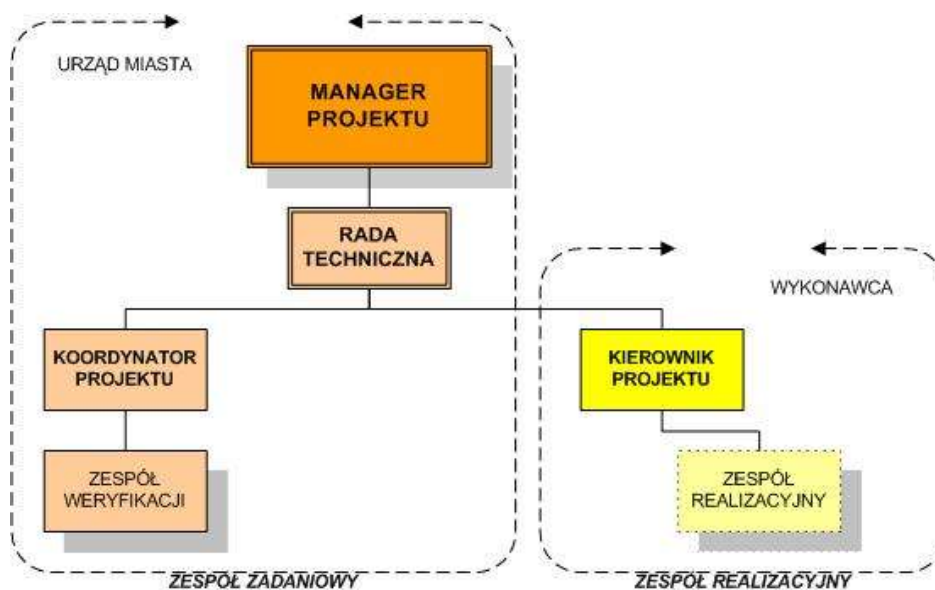 URZĄD MIASTA
MANAGER
PROJEKTU
RADA
TECHNICZNA
WYKONAWCA
KOORDYNATOR
PROJEKTU
KIEROWNIK
PROJEKTU
ZESPÓŁ
WERYFIKACJI
ZESPÓŁ
REALIZACYJNY
ZESPÓŁ ZADANIOWY
ZESPÓŁ REALIZACYJNY